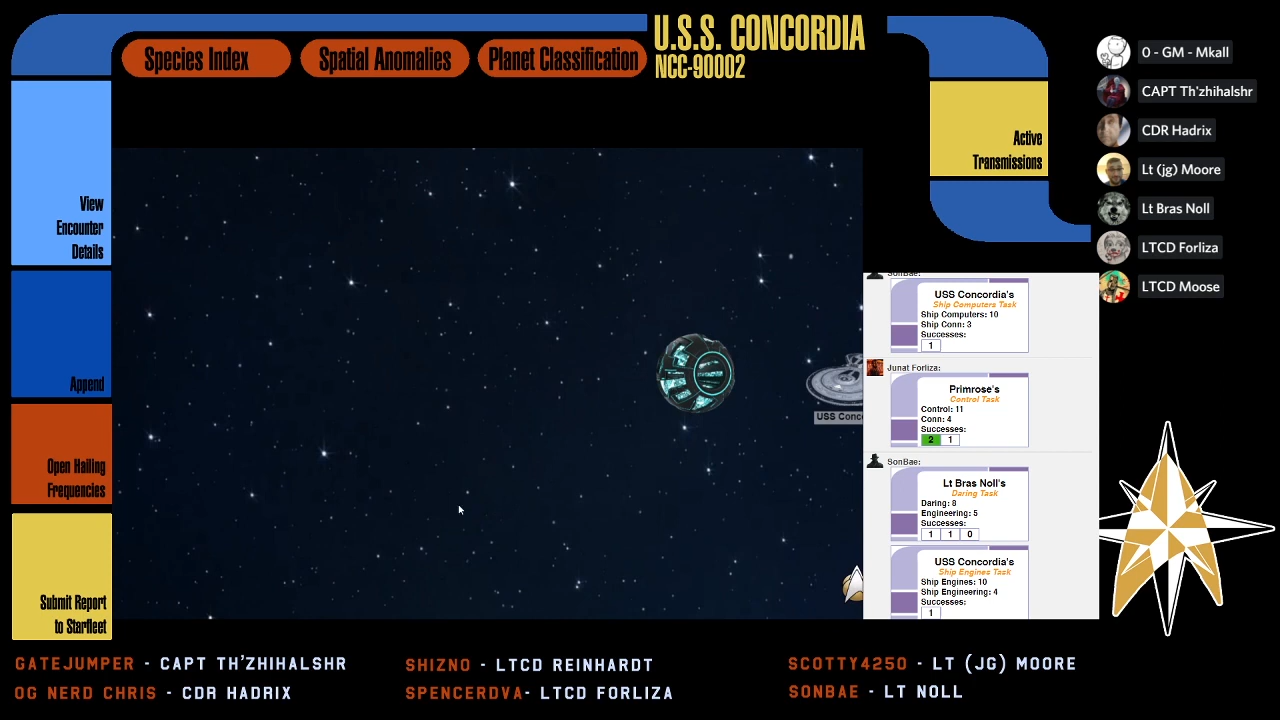 Species Index
Spatial Anomalies
Planet Classification
U.S.S. CONCORDIA
NCC-90002
View
Encounter
Details
Append
Open Hailing
Frequencies
Submit Report
to Starfleet
Active
Transmissions
0 - GM - Mkall
CAPT Th'zhihalshr
CDR Hadrix
Lt (jg) Moore
Lt Bras Noll
LTCD Forliza
LTCD Moose
USS Conc
SonBae:
USS Concordia's
Ship Computers Task
Ship Computers: 10
Ship Conn: 3
Successes:
1
Junat Forliza:
Primrose's
Control Task
Control: 11
Conn: 4
Successes:
2 1
SonBae:
Lt Bras Noll's
Daring Task
Daring: 8
Engineering: 5
Successes:
1 1 0
USS Concordia's
Ship Engines Task
Ship Engines: 10
Ship Engineering: 4
Successes:
1
GATEJUMPER - CAPT TH'ZHIHALSHR
OG NERD CHRIS - CDR HADRIX
SHIZNO - LTCD REINHARDT
SPENCERDVA- LTCD FORLIZA
SCOTTY4250 - LT (JG) MOORE
SONBAE - LT NOLL